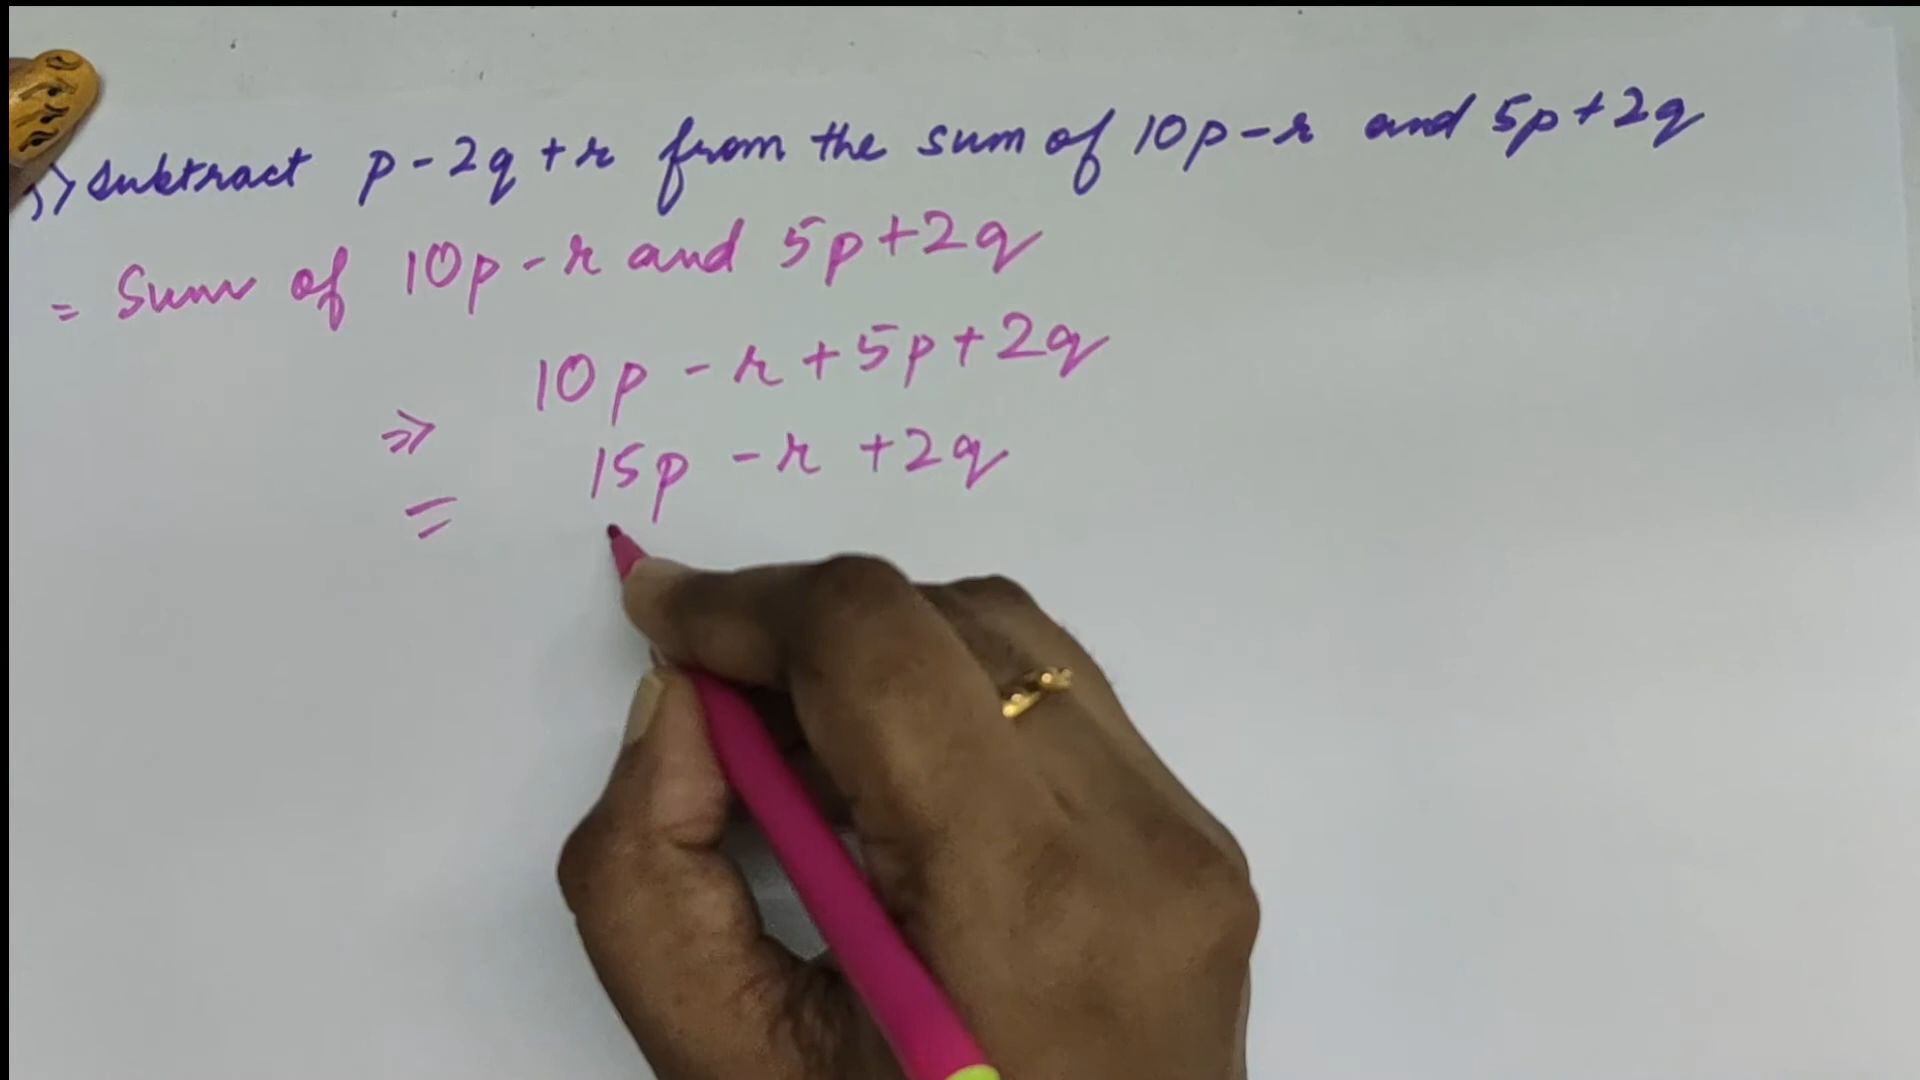 Subtract p - 2q + r from the sum of 10p - r and 5p + 2q
= Sum of 10p - r and 5p + 2q
⇒ 10p - r + 5p + 2q
= 15p - r + 2q